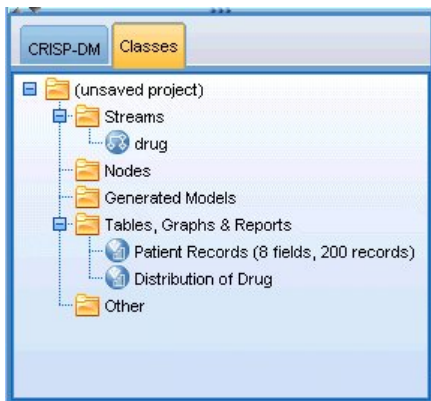 CRISP-DM Classes
(unsaved project)
Streams
drug
Nodes
Generated Models
Tables, Graphs & Reports
Patient Records (8 fields, 200 records)
Distribution of Drug
Other